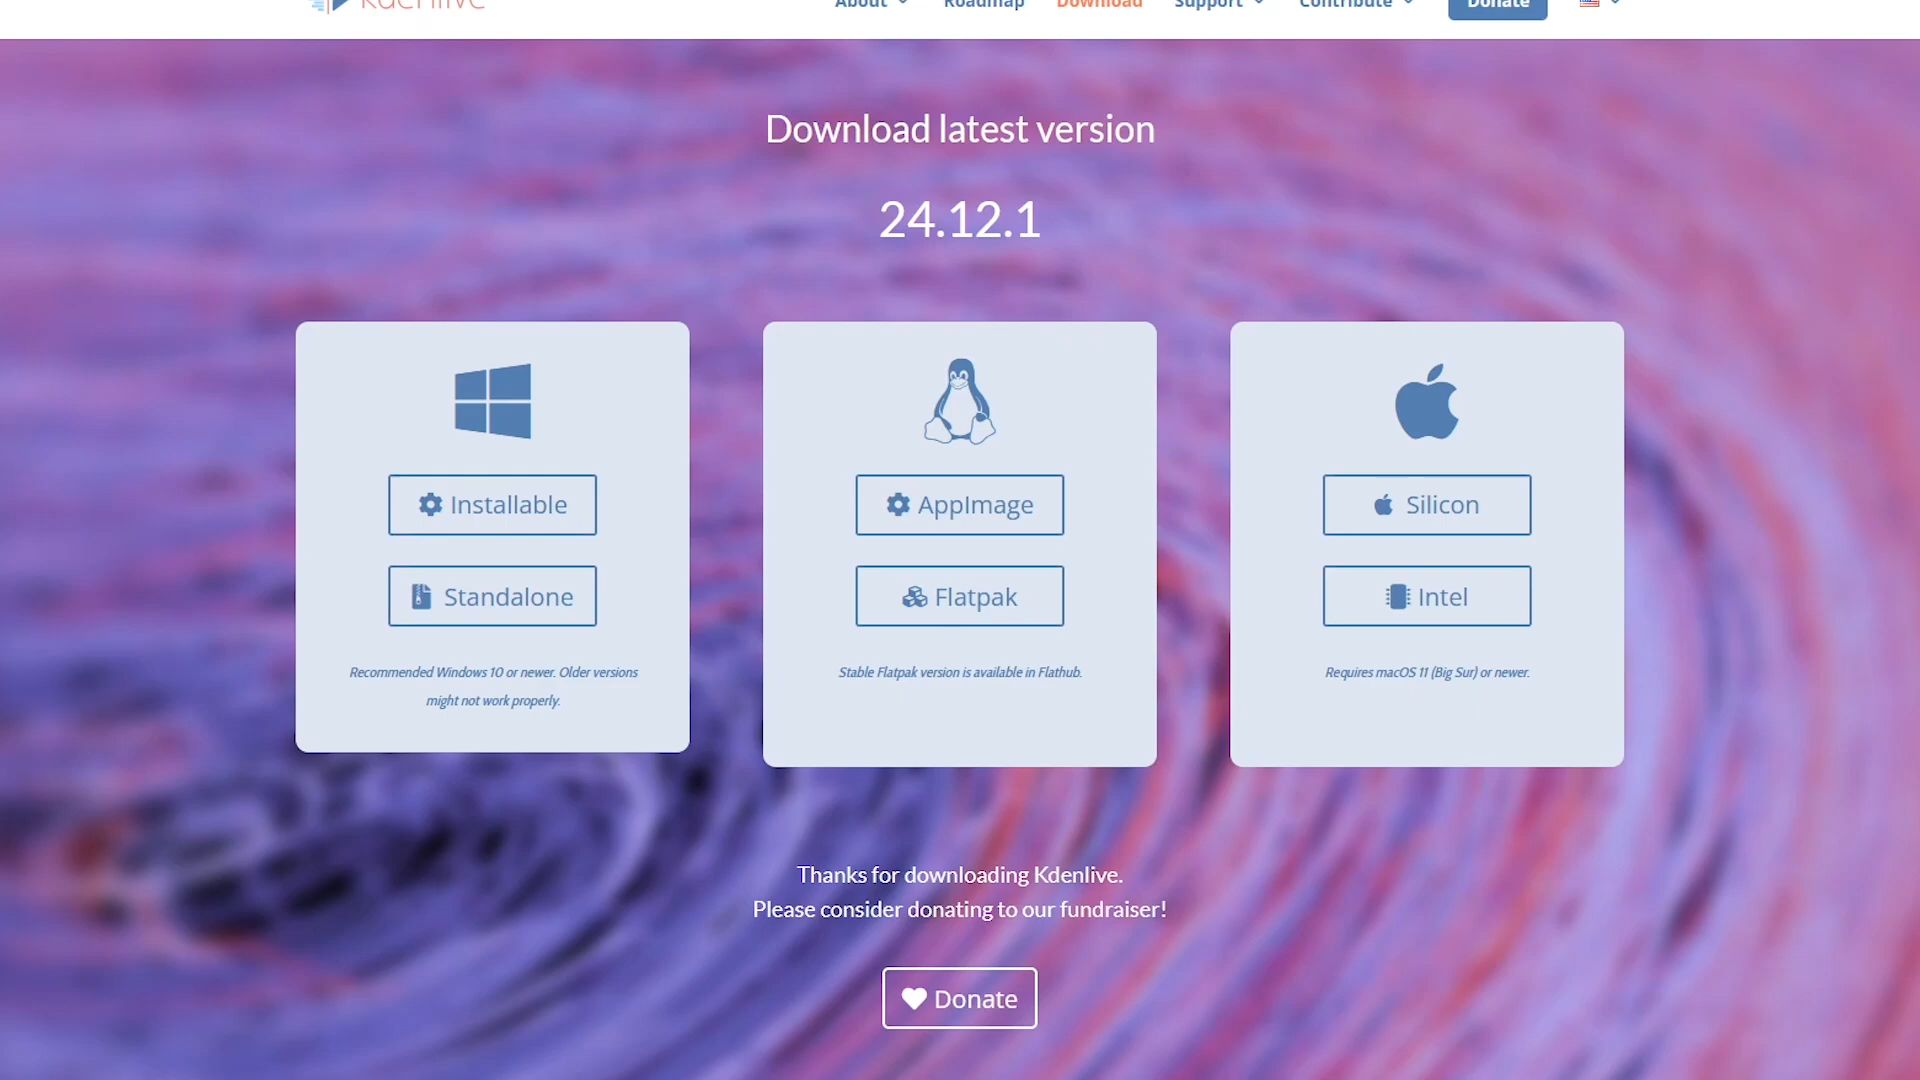 kdenlive
About Roadmap Download Support Contribute Donate
Download latest version
24.12.1
Installable
Standalone
Recommended Windows 10 or newer. Older versions
might not work properly.
AppImage
Flatpak
Stable Flatpak version is available in Flathub.
Silicon
Intel
Requires macOS 11 (Big Sur) or newer.
Thanks for downloading Kdenlive.
Please consider donating to our fundraiser!
Donate